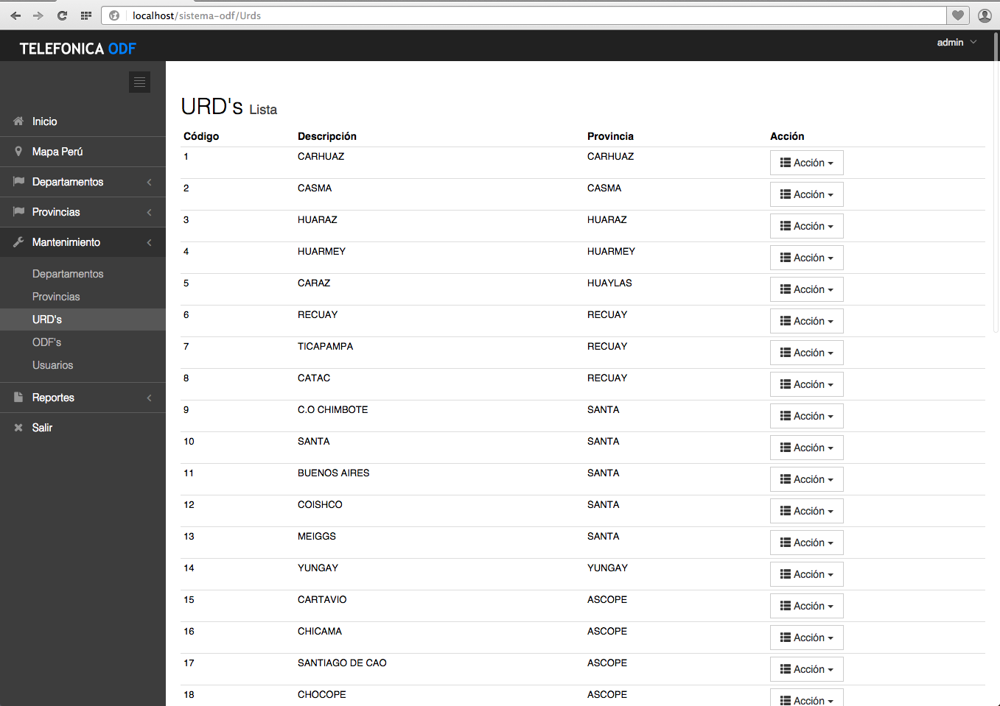 localhost/sistema-odf/Urds
TELEFONICA ODF
admin
Inicio
Mapa Perú
Departamentos
Provincias
Mantenimiento
Departamentos
Provincias
URD's
ODF's
Usuarios
Reportes
Salir
URD's Lista
Código Descripción Provincia Acción
1 CARHUAZ CARHUAZ Acción
2 CASMA CASMA Acción
3 HUARAZ HUARAZ Acción
4 HUARMEY HUARMEY Acción
5 CARAZ HUAYLAS Acción
6 RECUAY RECUAY Acción
7 TICAPAMPA RECUAY Acción
8 CATAC RECUAY Acción
9 C.O CHIMBOTE SANTA Acción
10 SANTA SANTA Acción
11 BUENOS AIRES SANTA Acción
12 COISHCO SANTA Acción
13 MEIGGS SANTA Acción
14 YUNGAY YUNGAY Acción
15 CARTAVIO ASCOPE Acción
16 CHICAMA ASCOPE Acción
17 SANTIAGO DE CAO ASCOPE Acción
18 CHOCOPE ASCOPE Acción